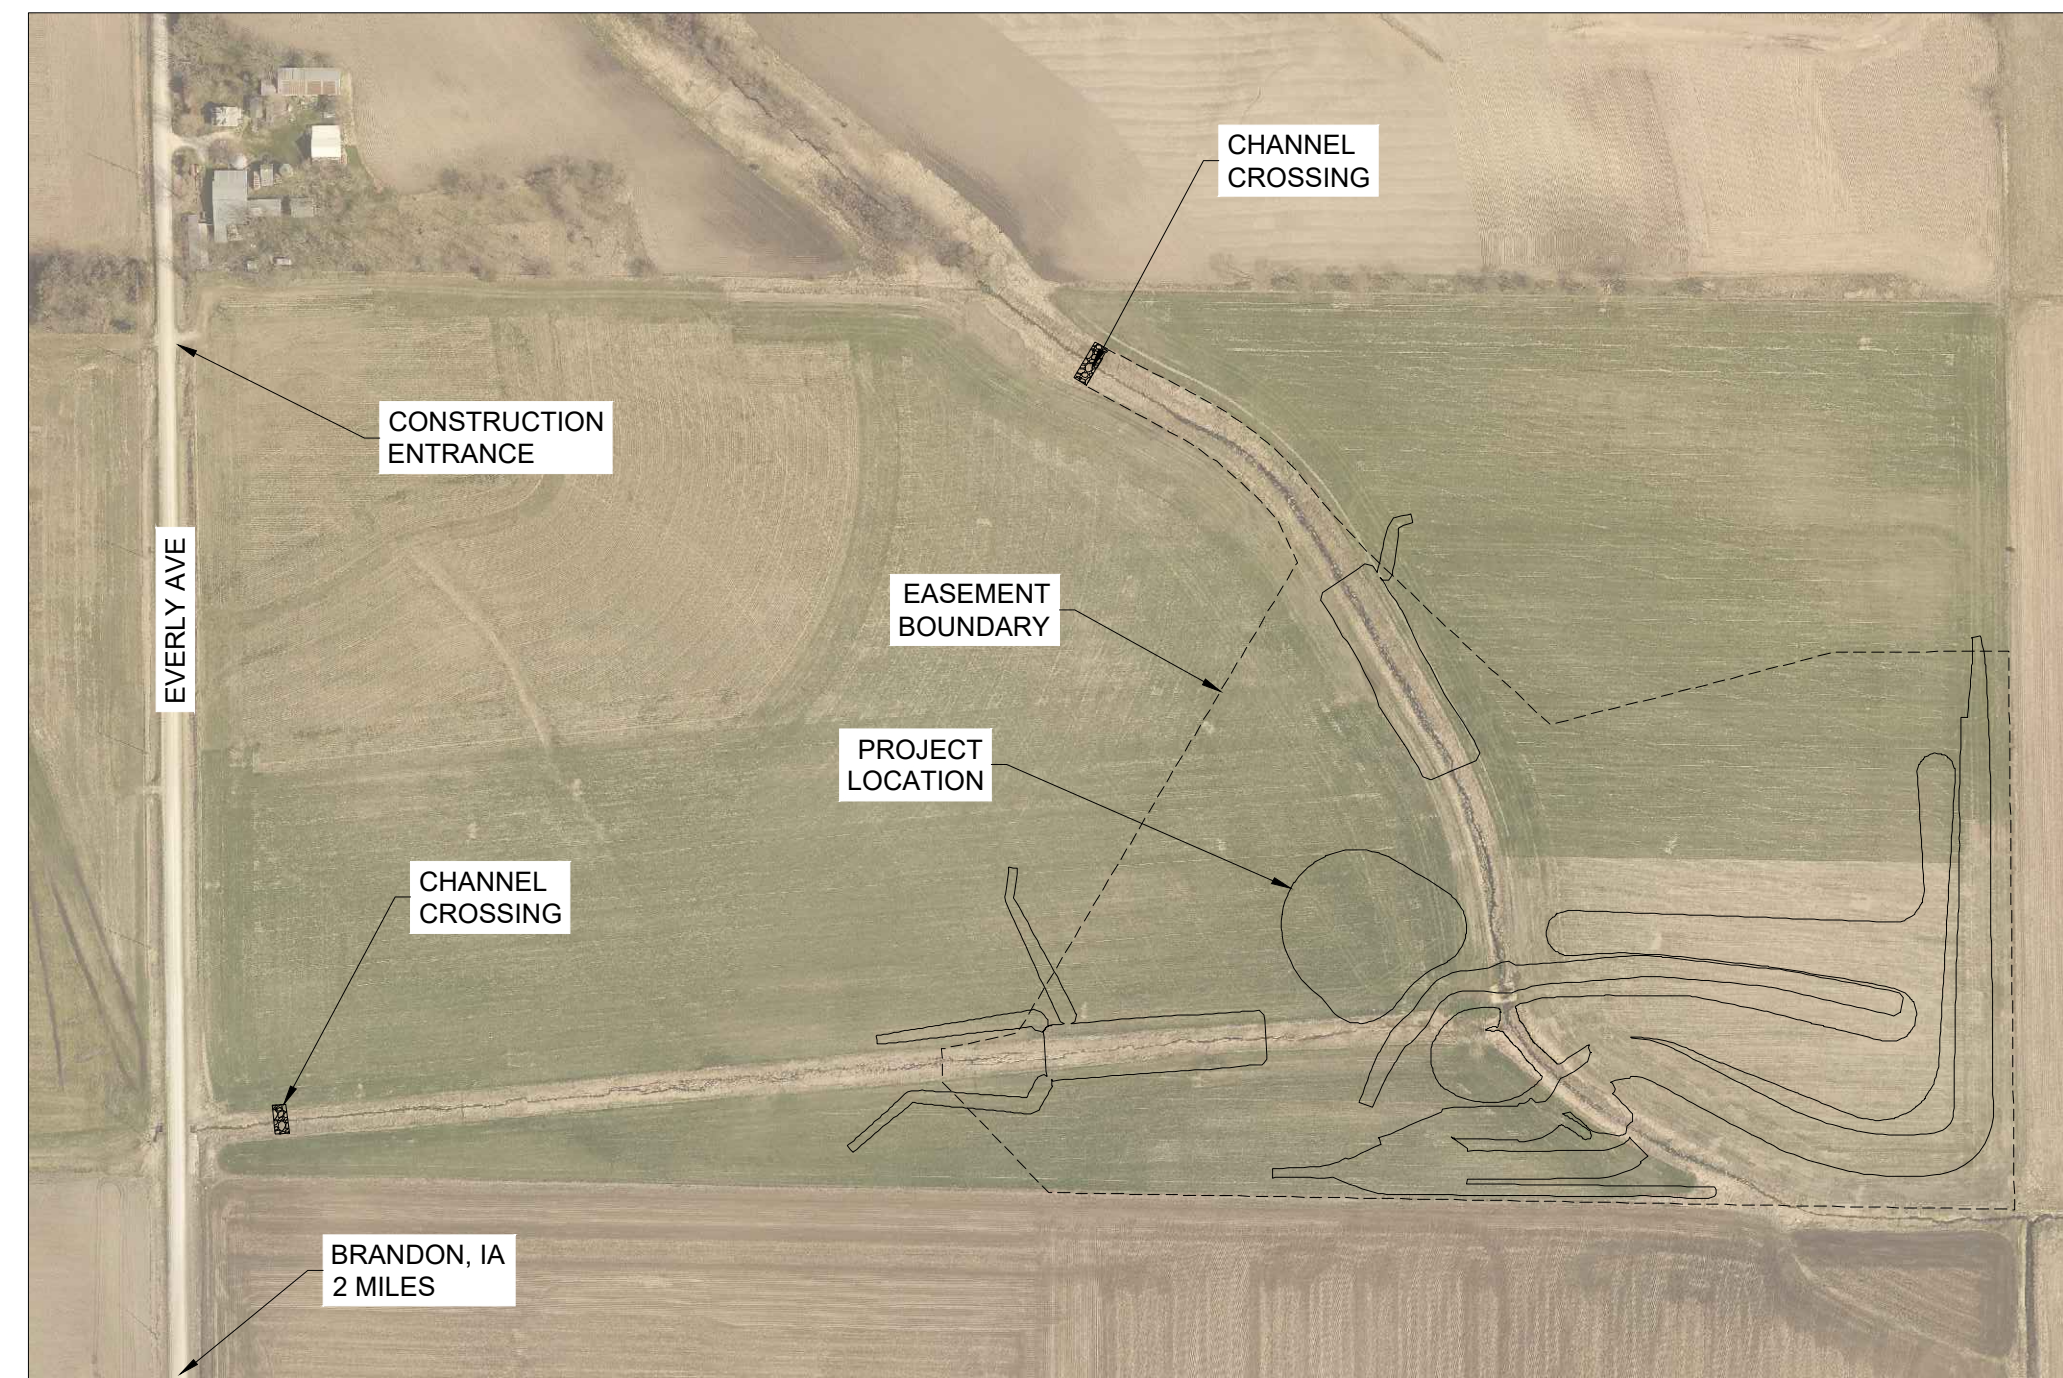 CHANNEL
CROSSING
CONSTRUCTION
ENTRANCE
EVERLY AVE
EASEMENT
BOUNDARY
PROJECT
LOCATION
CHANNEL
CROSSING
BRANDON, IA
2 MILES